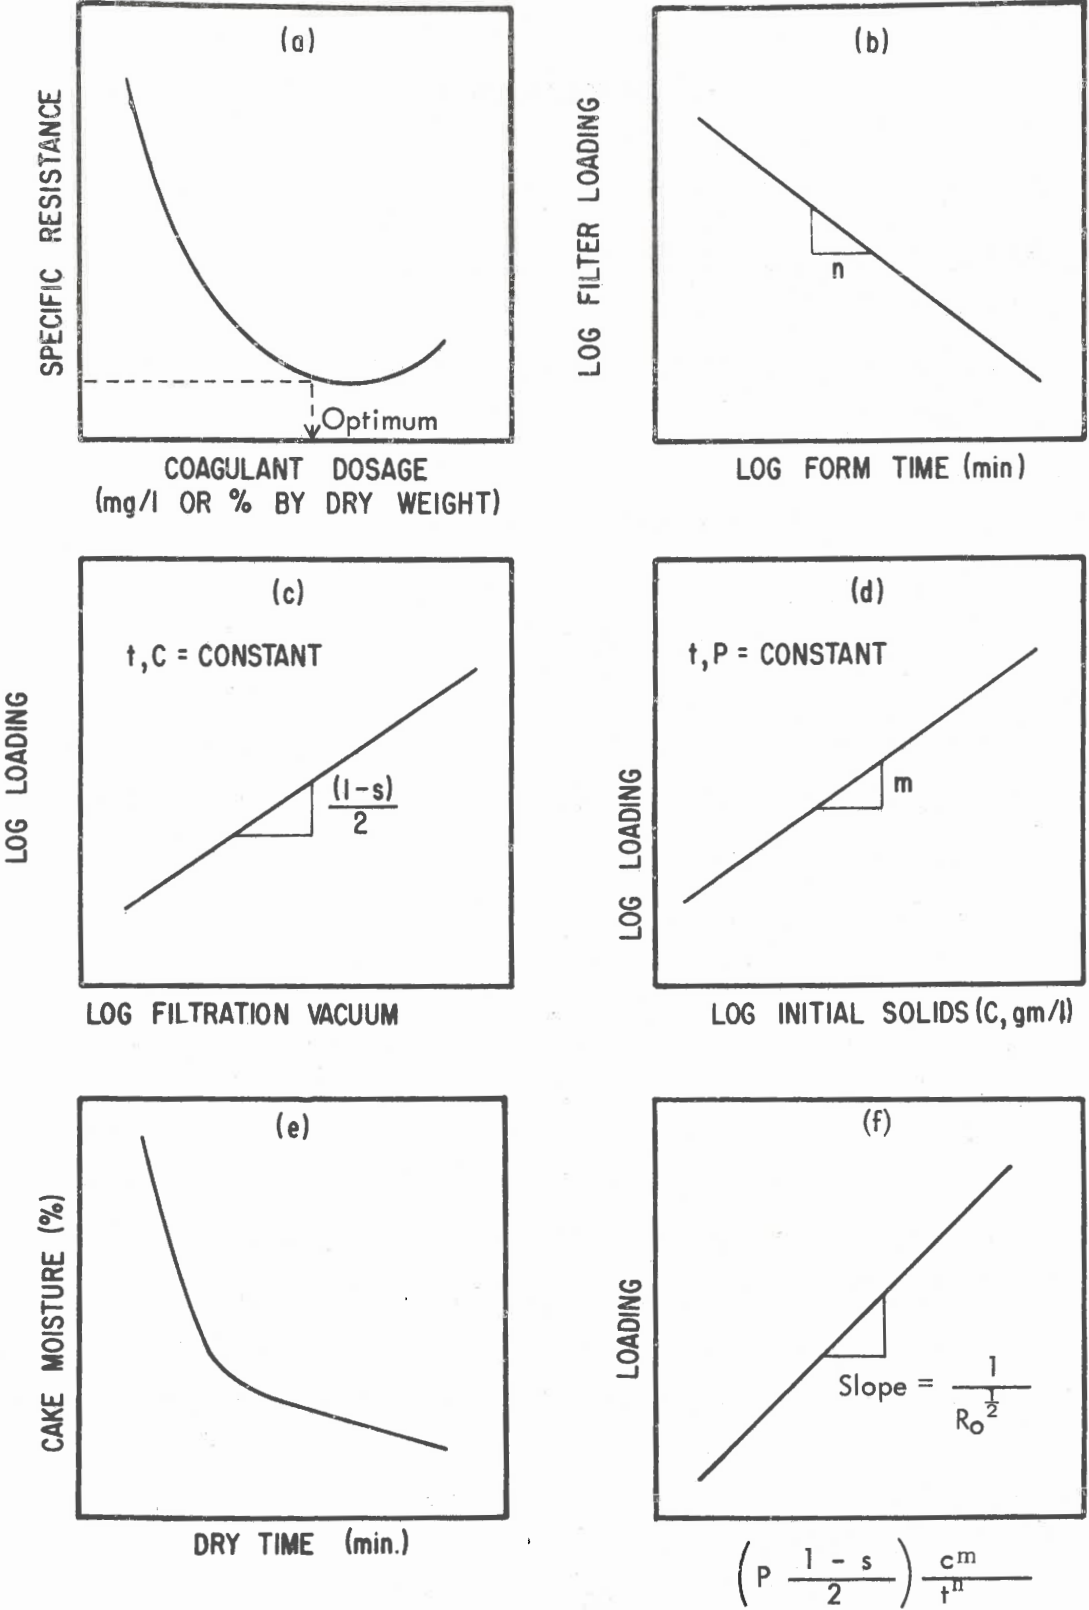 (a)
SPECIFIC RESISTANCE
Optimum
COAGULANT DOSAGE
(mg/l OR % BY DRY WEIGHT)
(b)
LOG FILTER LOADING
n
LOG FORM TIME (min)
(c)
t, C = CONSTANT
LOG LOADING
(1-s)
2
LOG FILTRATION VACUUM
(d)
t, P = CONSTANT
LOG LOADING
m
LOG INITIAL SOLIDS (C, gm/l)
(e)
CAKE MOISTURE (%)
DRY TIME (min.)
(f)
LOADING
Slope = 1
R₀ 1/2
(P 1 - s / 2) c^m / t^n